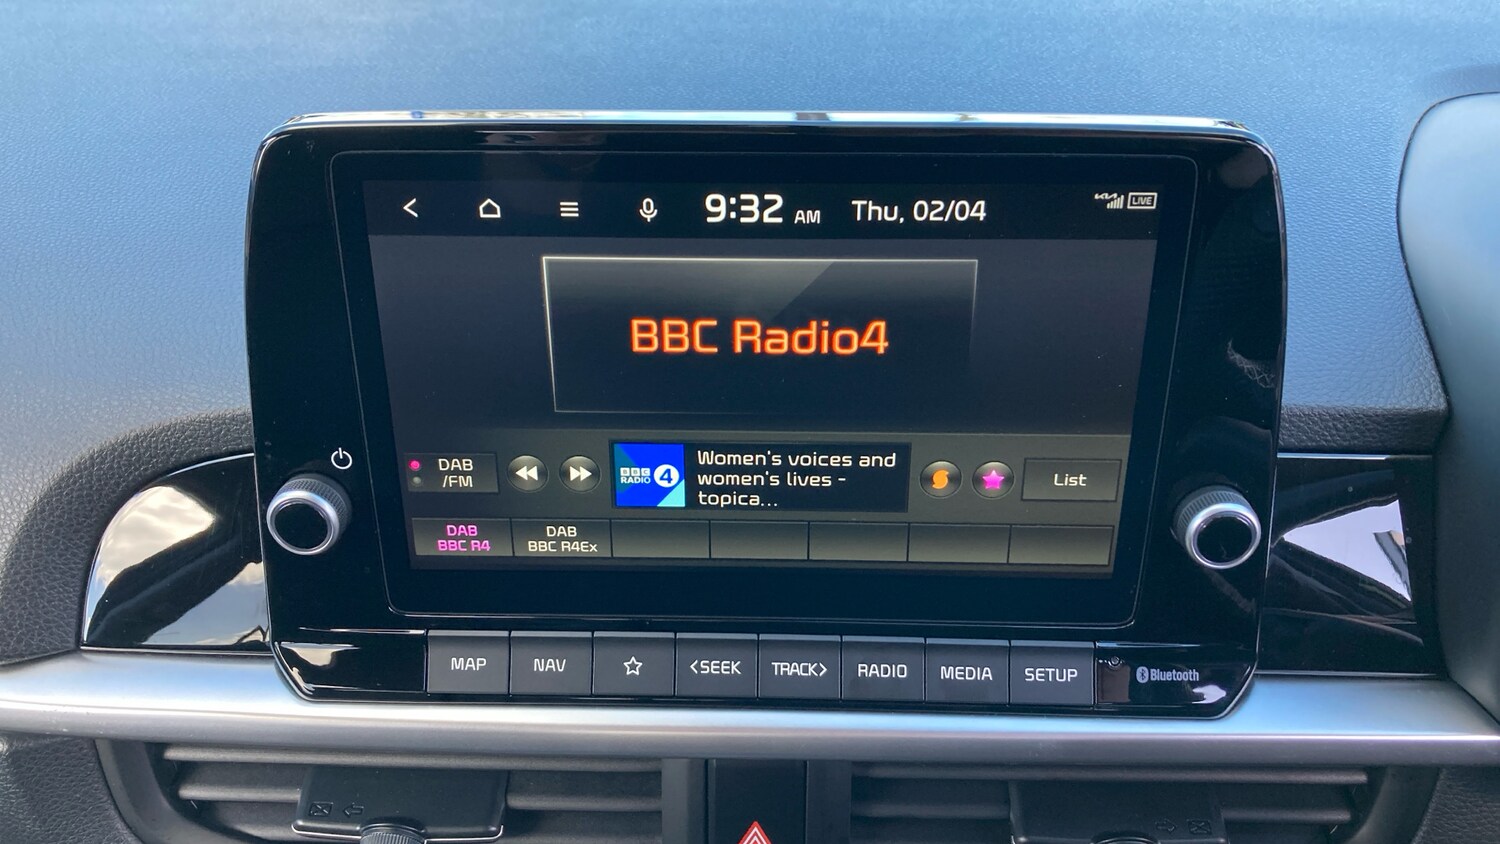 9:32 AM Thu, 02/04
LIVE
BBC Radio4
DAB
/FM
BBC
RADIO 4
Women's voices and
women's lives -
topica...
List
DAB
BBC R4
DAB
BBC R4Ex
MAP NAV <SEEK TRACK> RADIO MEDIA SETUP
Bluetooth